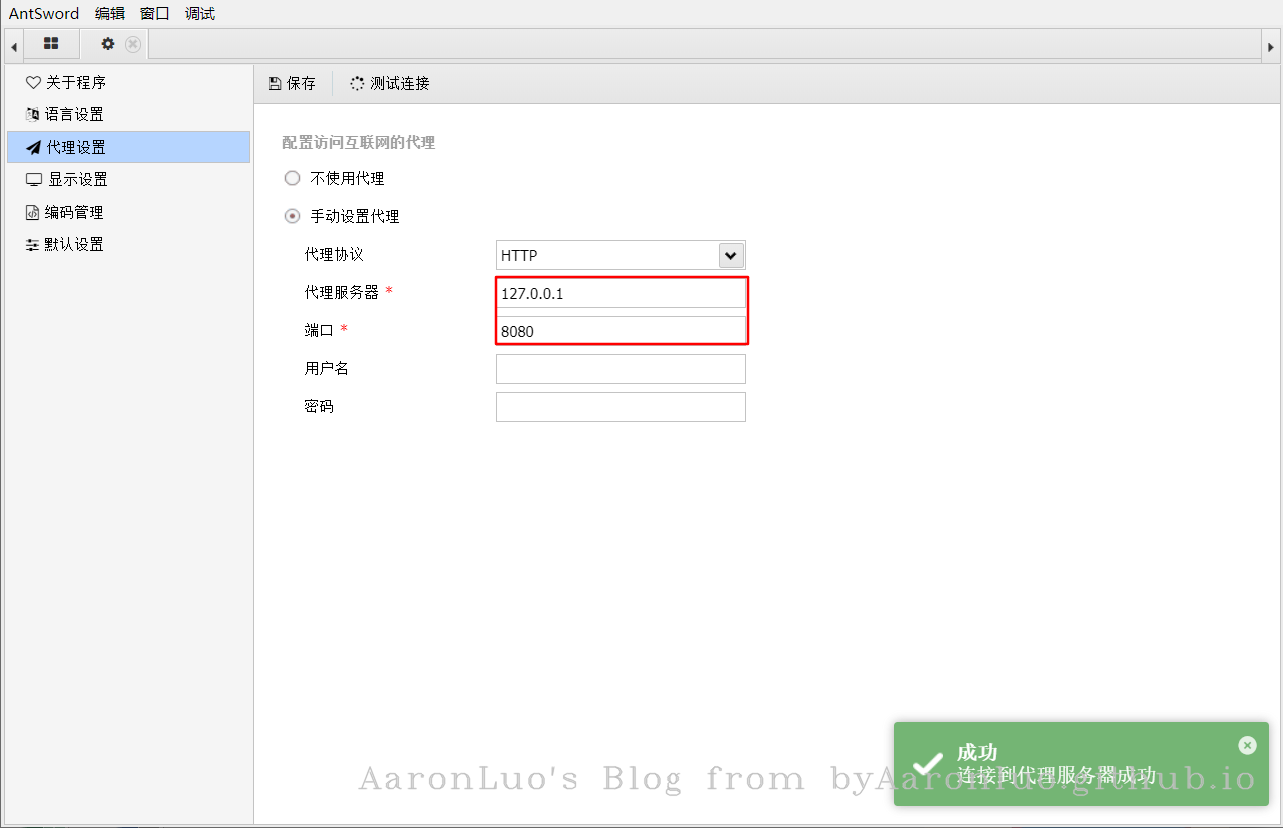 AntSword 编辑 窗口 调试
关于程序
语言设置
代理设置
显示设置
编码管理
默认设置
保存 测试连接
配置访问互联网的代理
不使用代理
手动设置代理
代理协议 HTTP
代理服务器 * 127.0.0.1
端口 * 8080
用户名
密码
成功
连接到代理服务器成功
AaronLuo's Blog from byAaronluo.github.io